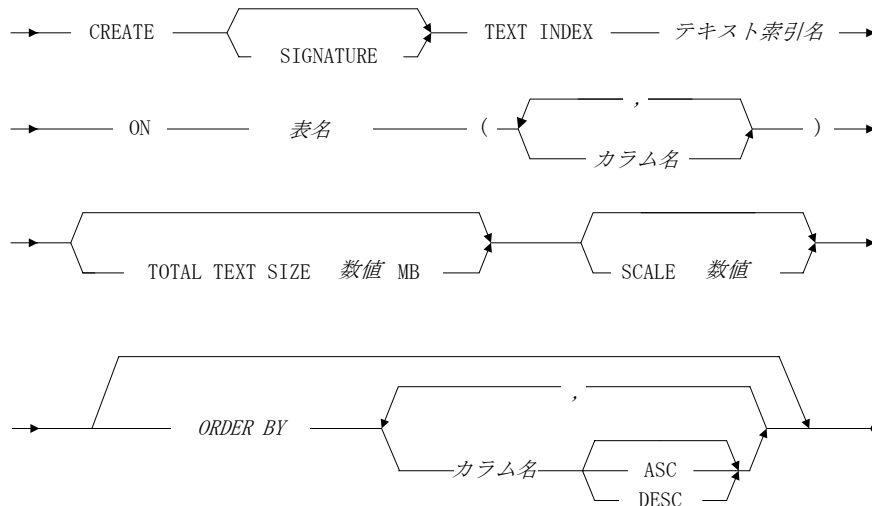 CREATE SIGNATURE TEXT INDEX テキスト索引名
ON 表名 ( , カラム名 )
TOTAL TEXT SIZE 数値 MB SCALE 数値
ORDER BY , カラム名 ASC DESC